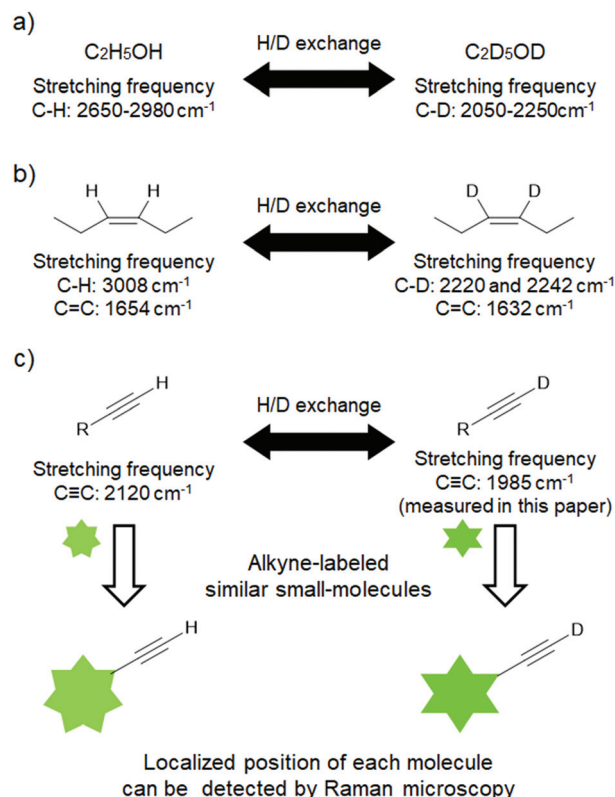 a)
C2H5OH
H/D exchange
C2D5OD
Stretching frequency
C-H: 2650-2980 cm-1
Stretching frequency
C-D: 2050-2250cm-1
b)
H H
H/D exchange
D D
Stretching frequency
C-H: 3008 cm-1
C=C: 1654 cm-1
Stretching frequency
C-D: 2220 and 2242 cm-1
C=C: 1632 cm-1
c)
H
R
H/D exchange
D
R
Stretching frequency
C≡C: 2120 cm-1
Stretching frequency
C≡C: 1985 cm-1
(measured in this paper)
Alkyne-labeled
similar small-molecules
H
D
Localized position of each molecule
can be detected by Raman microscopy